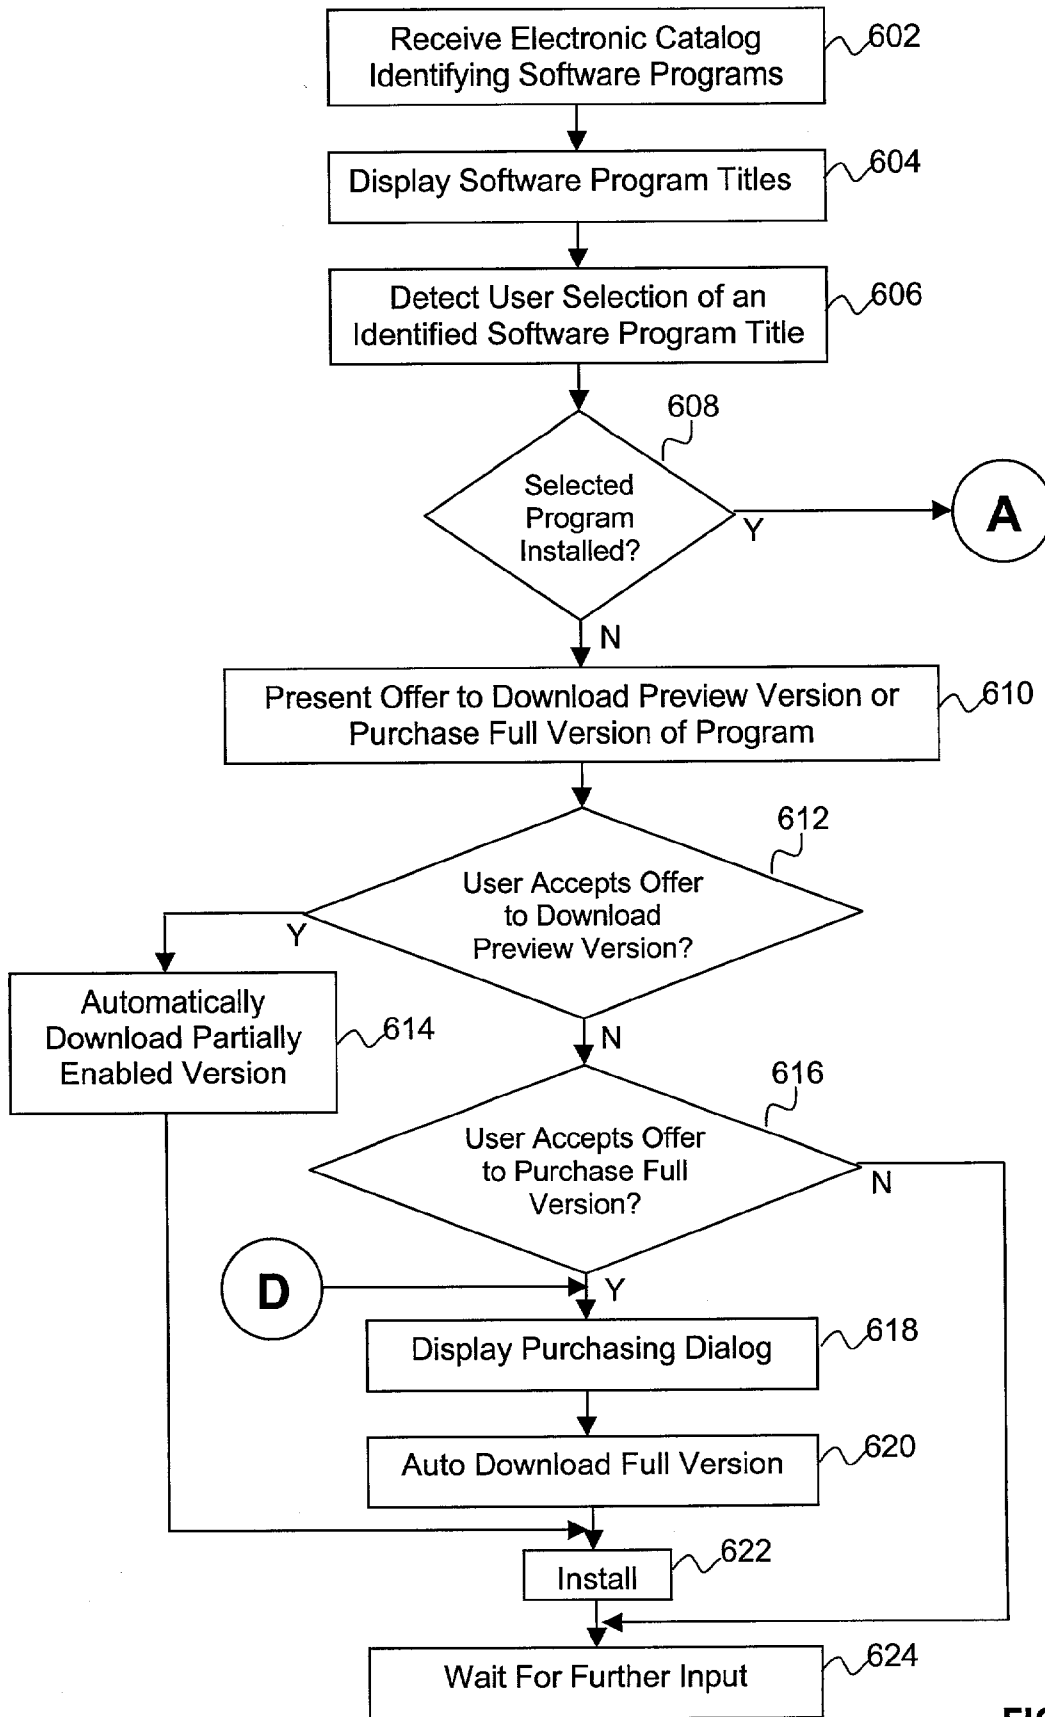 Receive Electronic Catalog
Identifying Software Programs
602
Display Software Program Titles
604
Detect User Selection of an
Identified Software Program Title
606
608
Selected
Program
Installed?
Y
A
N
Present Offer to Download Preview Version or
Purchase Full Version of Program
610
612
User Accepts Offer
to Download
Preview Version?
Y
N
Automatically
Download Partially
Enabled Version
614
616
User Accepts Offer
to Purchase Full
Version?
N
D
Y
Display Purchasing Dialog
618
Auto Download Full Version
620
Install
622
Wait For Further Input
624